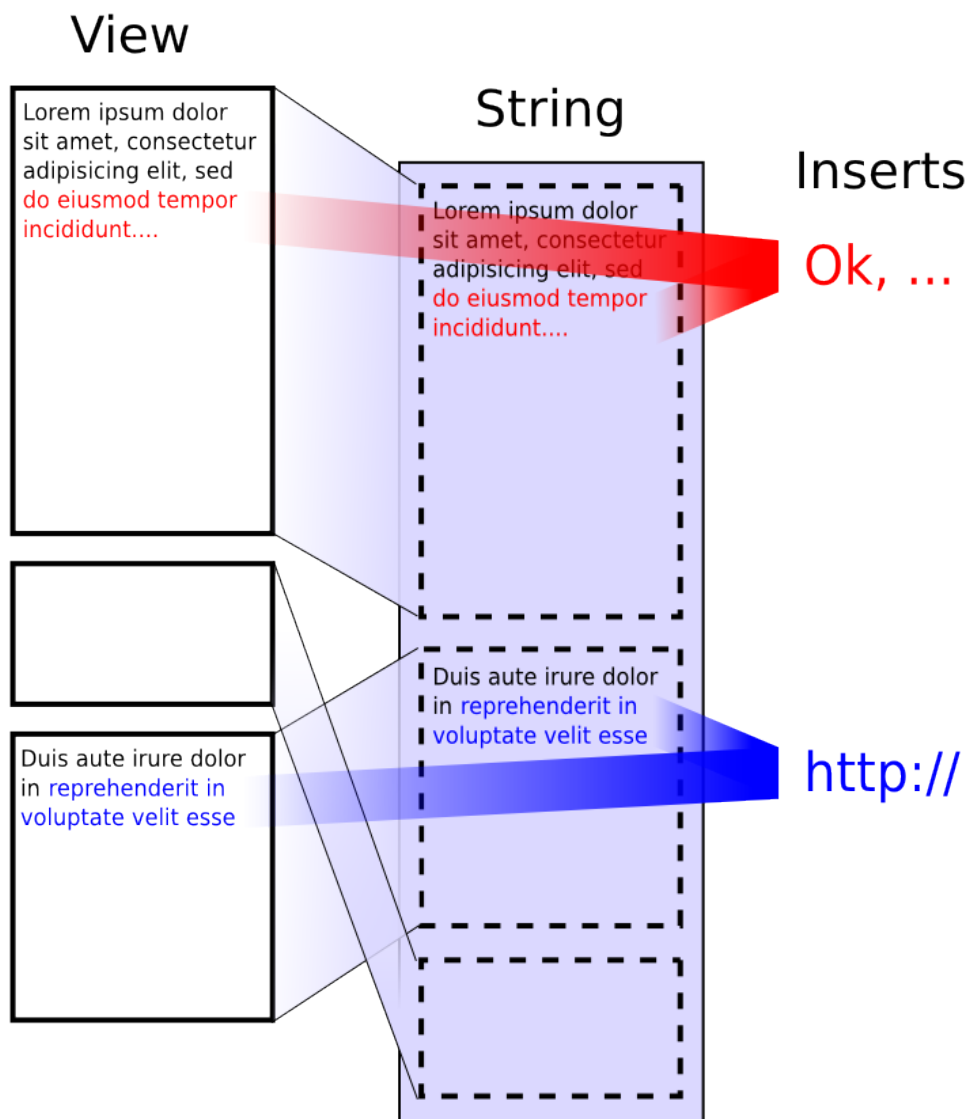 View
Lorem ipsum dolor
sit amet, consectetur
adipisicing elit, sed
do eiusmod tempor
incididunt....
Duis aute irure dolor
in reprehenderit in
voluptate velit esse
String
Lorem ipsum dolor
sit amet, consectetur
adipisicing elit, sed
do eiusmod tempor
incididunt....
Duis aute irure dolor
in reprehenderit in
voluptate velit esse
Inserts
Ok, ...
http://